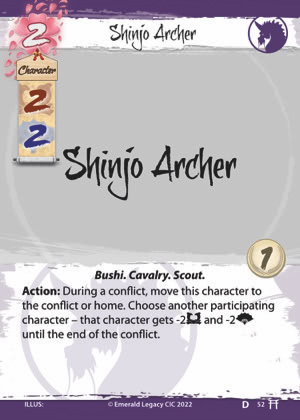 2
Shinjo Archer
Character
2
2
Shinjo Archer
1
Bushi. Cavalry. Scout.
Action: During a conflict, move this character to
the conflict or home. Choose another participating
character – that character gets -2 and -2
until the end of the conflict.
ILLUS:
© Emerald Legacy CIC 2022
D 52